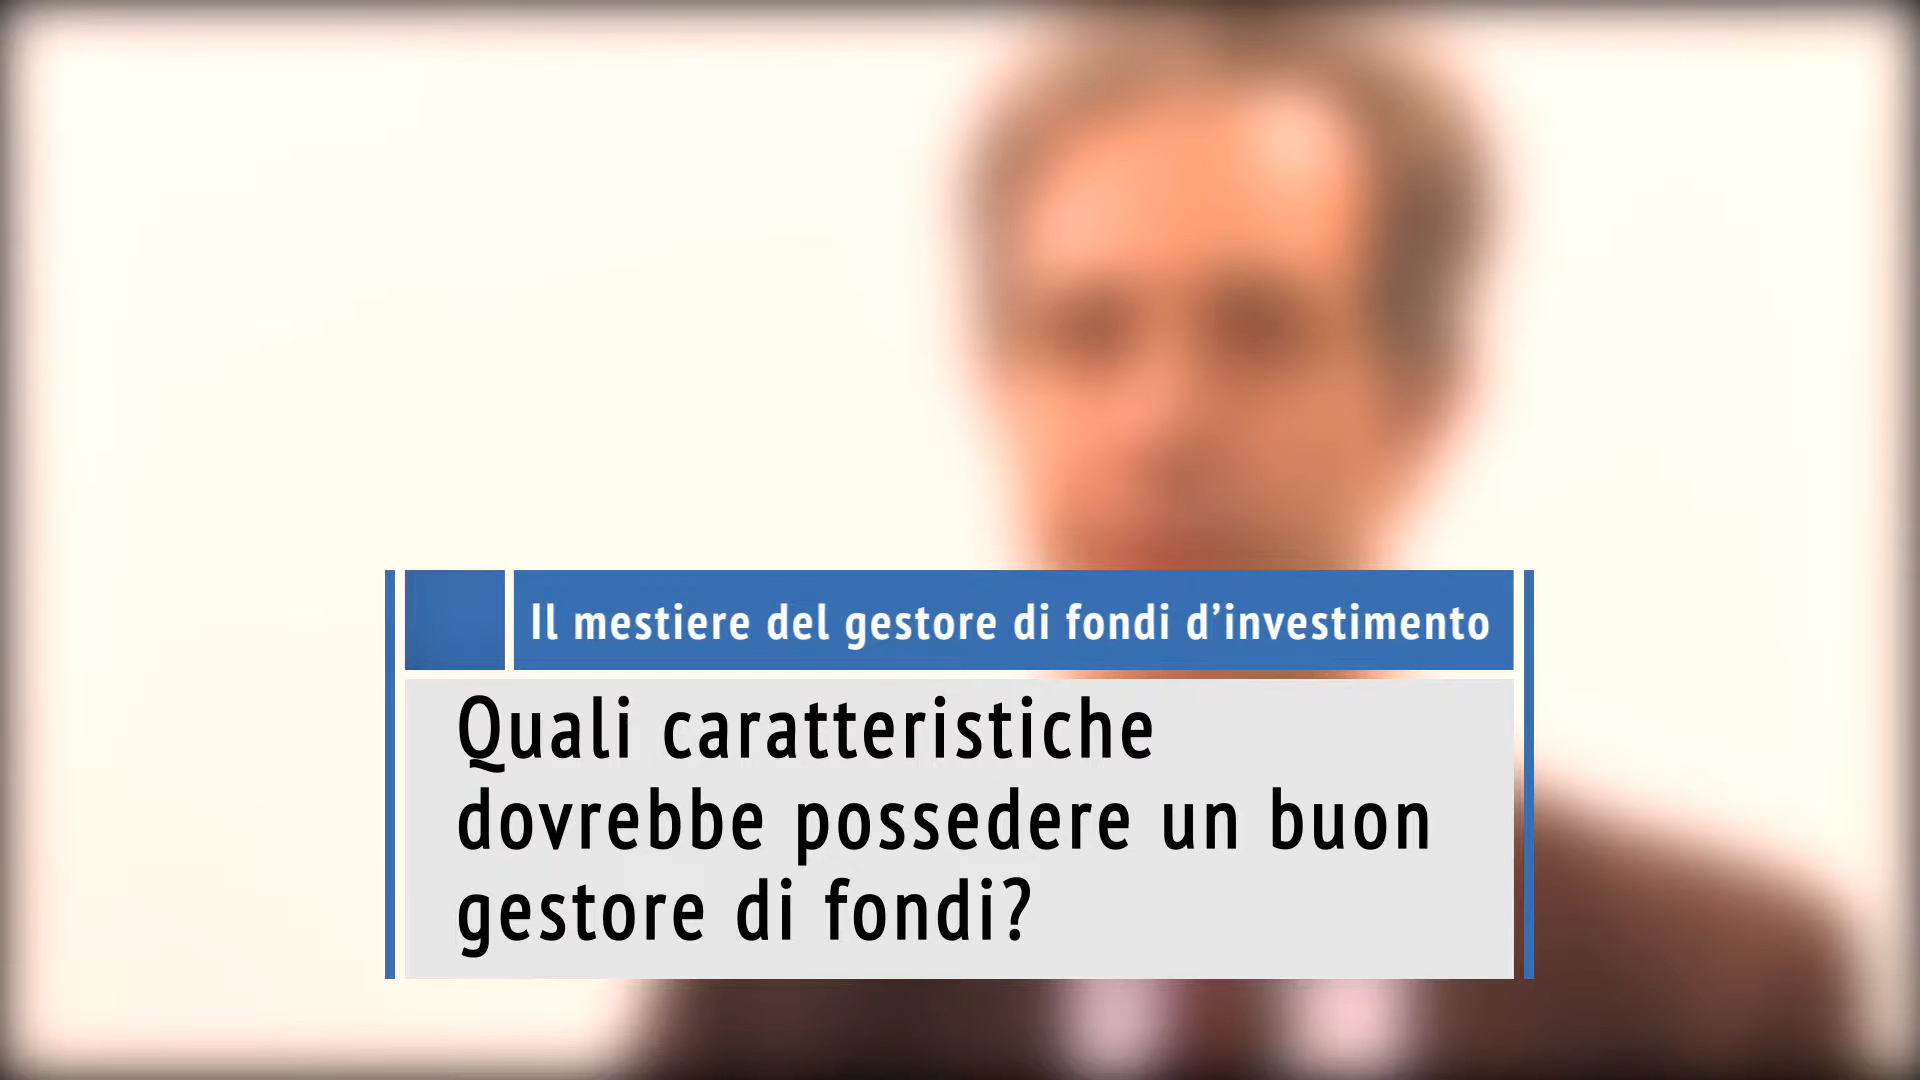 Il mestiere del gestore di fondi d’investimento
Quali caratteristiche
dovrebbe possedere un buon
gestore di fondi?